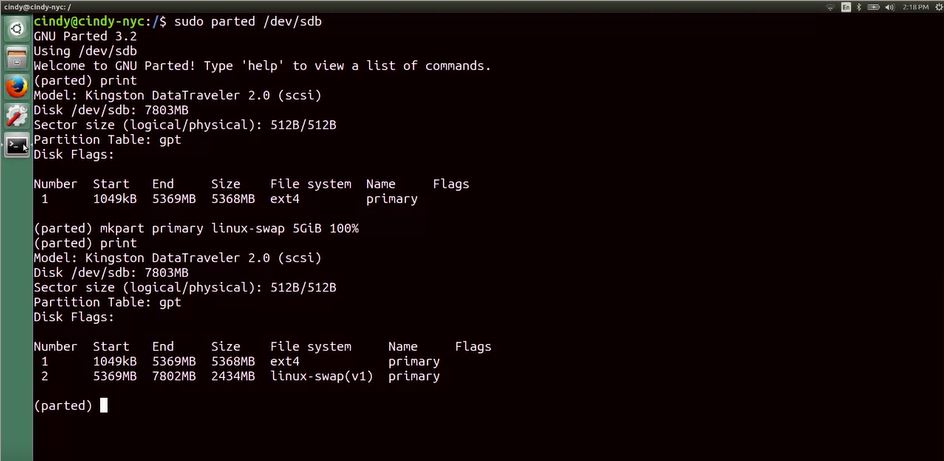 cindy@cindy-nyc: /
En
2:18 PM
cindy@cindy-nyc:/$ sudo parted /dev/sdb
GNU Parted 3.2
Using /dev/sdb
Welcome to GNU Parted! Type 'help' to view a list of commands.
(parted) print
Model: Kingston DataTraveler 2.0 (scsi)
Disk /dev/sdb: 7803MB
Sector size (logical/physical): 512B/512B
Partition Table: gpt
Disk Flags:
Number  Start   End     Size    File system  Name     Flags
 1      1049kB  5369MB  5368MB  ext4         primary
(parted) mkpart primary linux-swap 5GiB 100%
(parted) print
Model: Kingston DataTraveler 2.0 (scsi)
Disk /dev/sdb: 7803MB
Sector size (logical/physical): 512B/512B
Partition Table: gpt
Disk Flags:
Number  Start   End     Size    File system     Name     Flags
 1      1049kB  5369MB  5368MB  ext4            primary
 2      5369MB  7802MB  2434MB  linux-swap(v1)  primary
(parted)